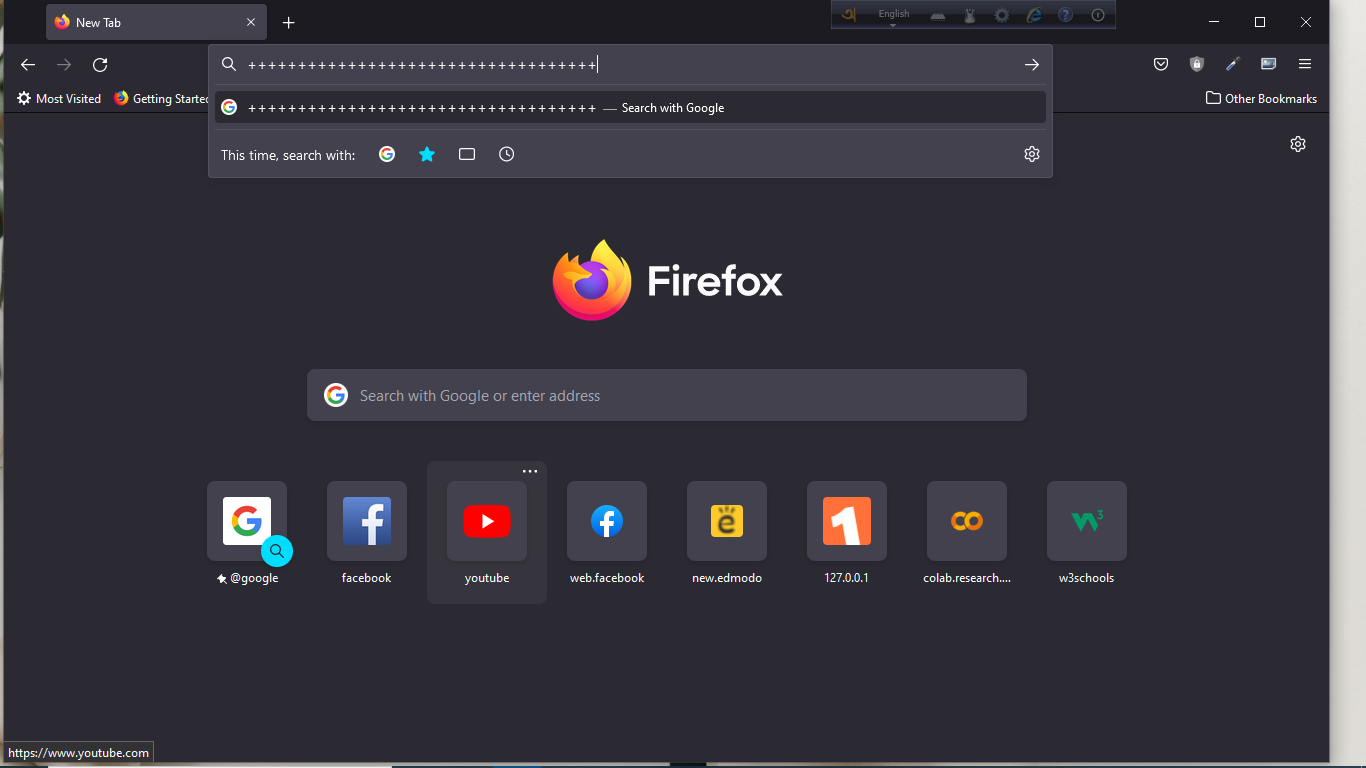 New Tab
English
+++++++++++++++++++++++++++++++++++
Most Visited
Getting Started
+++++++++++++++++++++++++++++++++++ — Search with Google
Other Bookmarks
This time, search with:
Firefox
Search with Google or enter address
@google
facebook
youtube
web.facebook
new.edmodo
127.0.0.1
colab.research....
w3schools
https://www.youtube.com